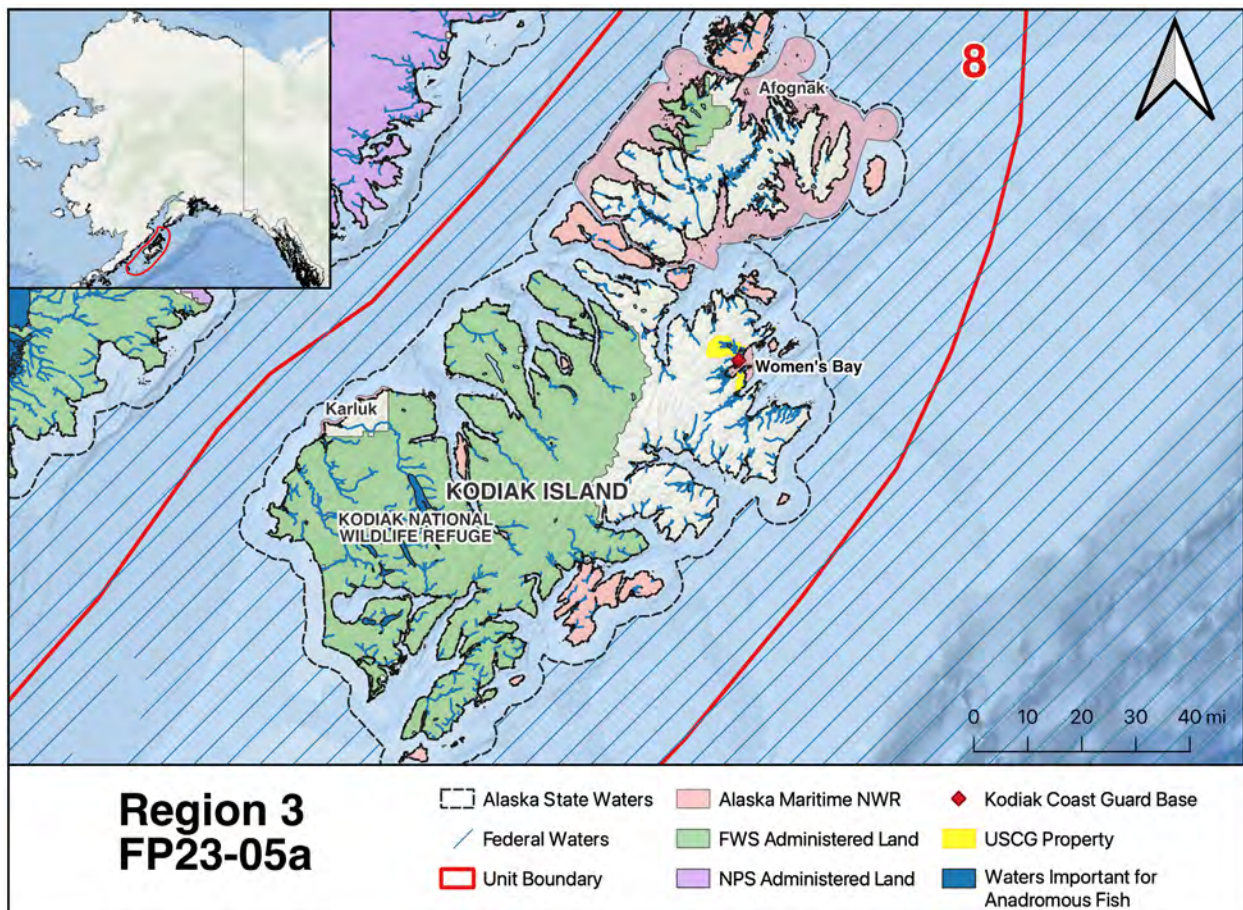 8
Afognak
Women's Bay
Karluk
KODIAK ISLAND
KODIAK NATIONAL
WILDLIFE REFUGE
0 10 20 30 40 mi
Region 3
FP23-05a
Alaska State Waters
Federal Waters
Unit Boundary
Alaska Maritime NWR
FWS Administered Land
NPS Administered Land
Kodiak Coast Guard Base
USCG Property
Waters Important for
Anadromous Fish